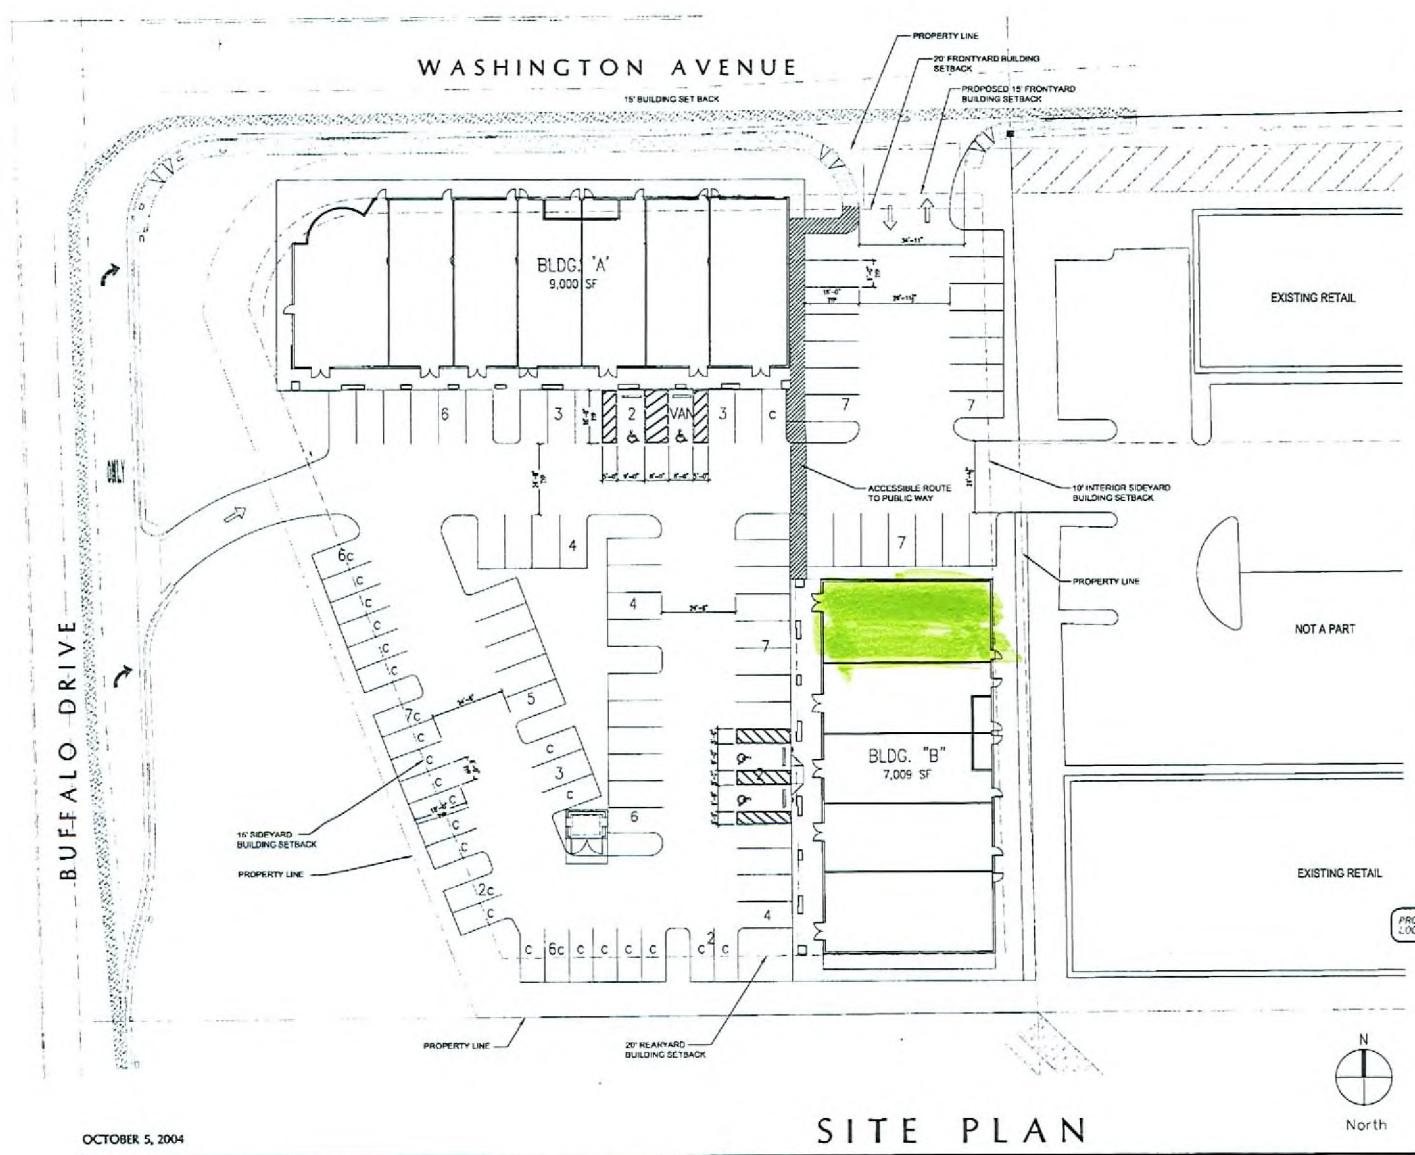 PROPERTY LINE
WASHINGTON AVENUE
20' FRONTYARD BUILDING
SETBACK
15' BUILDING SET BACK
PROPOSED 15' FRONTYARD
BUILDING SETBACK
BLDG. "A"
9,000 SF
EXISTING RETAIL
6
3
2
VAN
3
c
7
7
ACCESSIBLE ROUTE
TO PUBLIC WAY
10' INTERIOR SIDEYARD
BUILDING SETBACK
4
7
6c
c
c
c
c
c
PROPERTY LINE
4
24'-0"
7
NOT A PART
BUFFALO DRIVE
5
7c
c
c
c
c
c
c
c
3
c
BLDG. "B"
7,009 SF
2
6
15' SIDEYARD
BUILDING SETBACK
PROPERTY LINE
EXISTING RETAIL
2c
c
4
c
6c
c
c
c
c
2
c
c
PROPERTY LINE
20' REARYARD
BUILDING SETBACK
N
North
OCTOBER 5, 2004
SITE PLAN